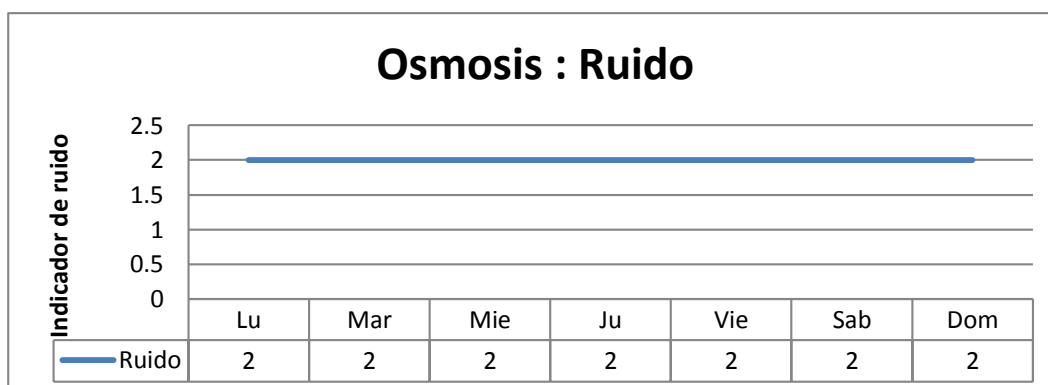 Osmosis : Ruido
Indicador de ruido
2.5
2
1.5
1
0.5
0
Lu Mar Mie Ju Vie Sab Dom
Ruido 2 2 2 2 2 2 2